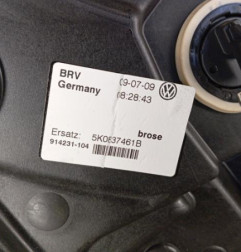 BRV 09-07-09
Germany 08:28:43
brose
Ersatz: 5K0837461B
914231-104